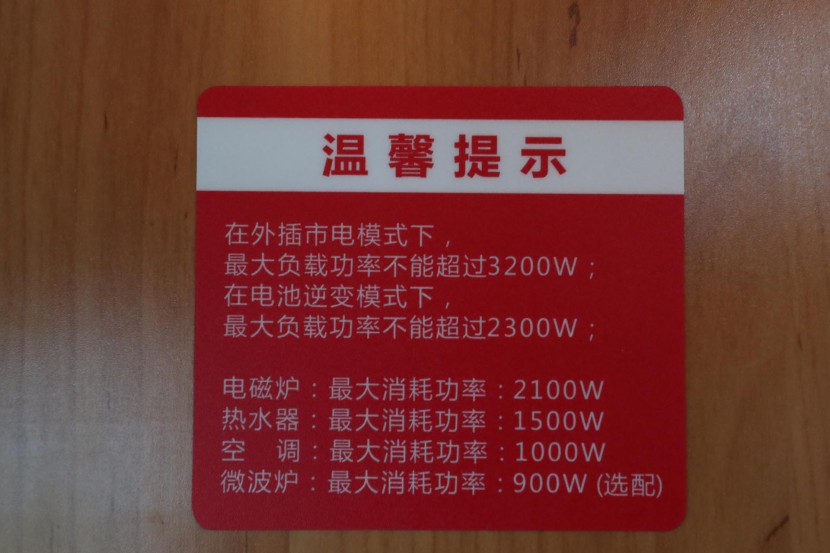 温馨提示
在外插市电模式下，
最大负载功率不能超过3200W；
在电池逆变模式下，
最大负载功率不能超过2300W；
电磁炉：最大消耗功率：2100W
热水器：最大消耗功率：1500W
空　调：最大消耗功率：1000W
微波炉：最大消耗功率：900W (选配)